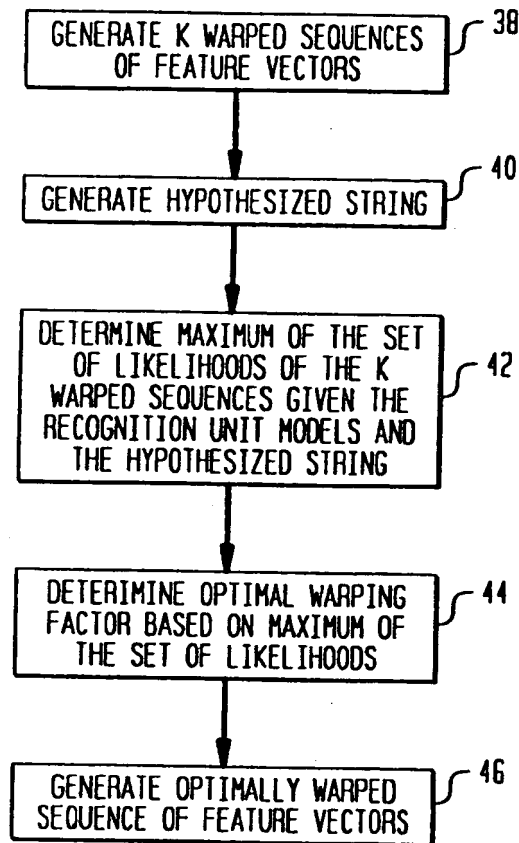 GENERATE K WARPED SEQUENCES
OF FEATURE VECTORS
38
GENERATE HYPOTHESIZED STRING
40
DETERMINE MAXIMUM OF THE SET
OF LIKELIHOODS OF THE K
WARPED SEQUENCES GIVEN THE
RECOGNITION UNIT MODELS AND
THE HYPOTHESIZED STRING
42
DETERIMINE OPTIMAL WARPING
FACTOR BASED ON MAXIMUM OF
THE SET OF LIKELIHOODS
44
GENERATE OPTIMALLY WARPED
SEQUENCE OF FEATURE VECTORS
46